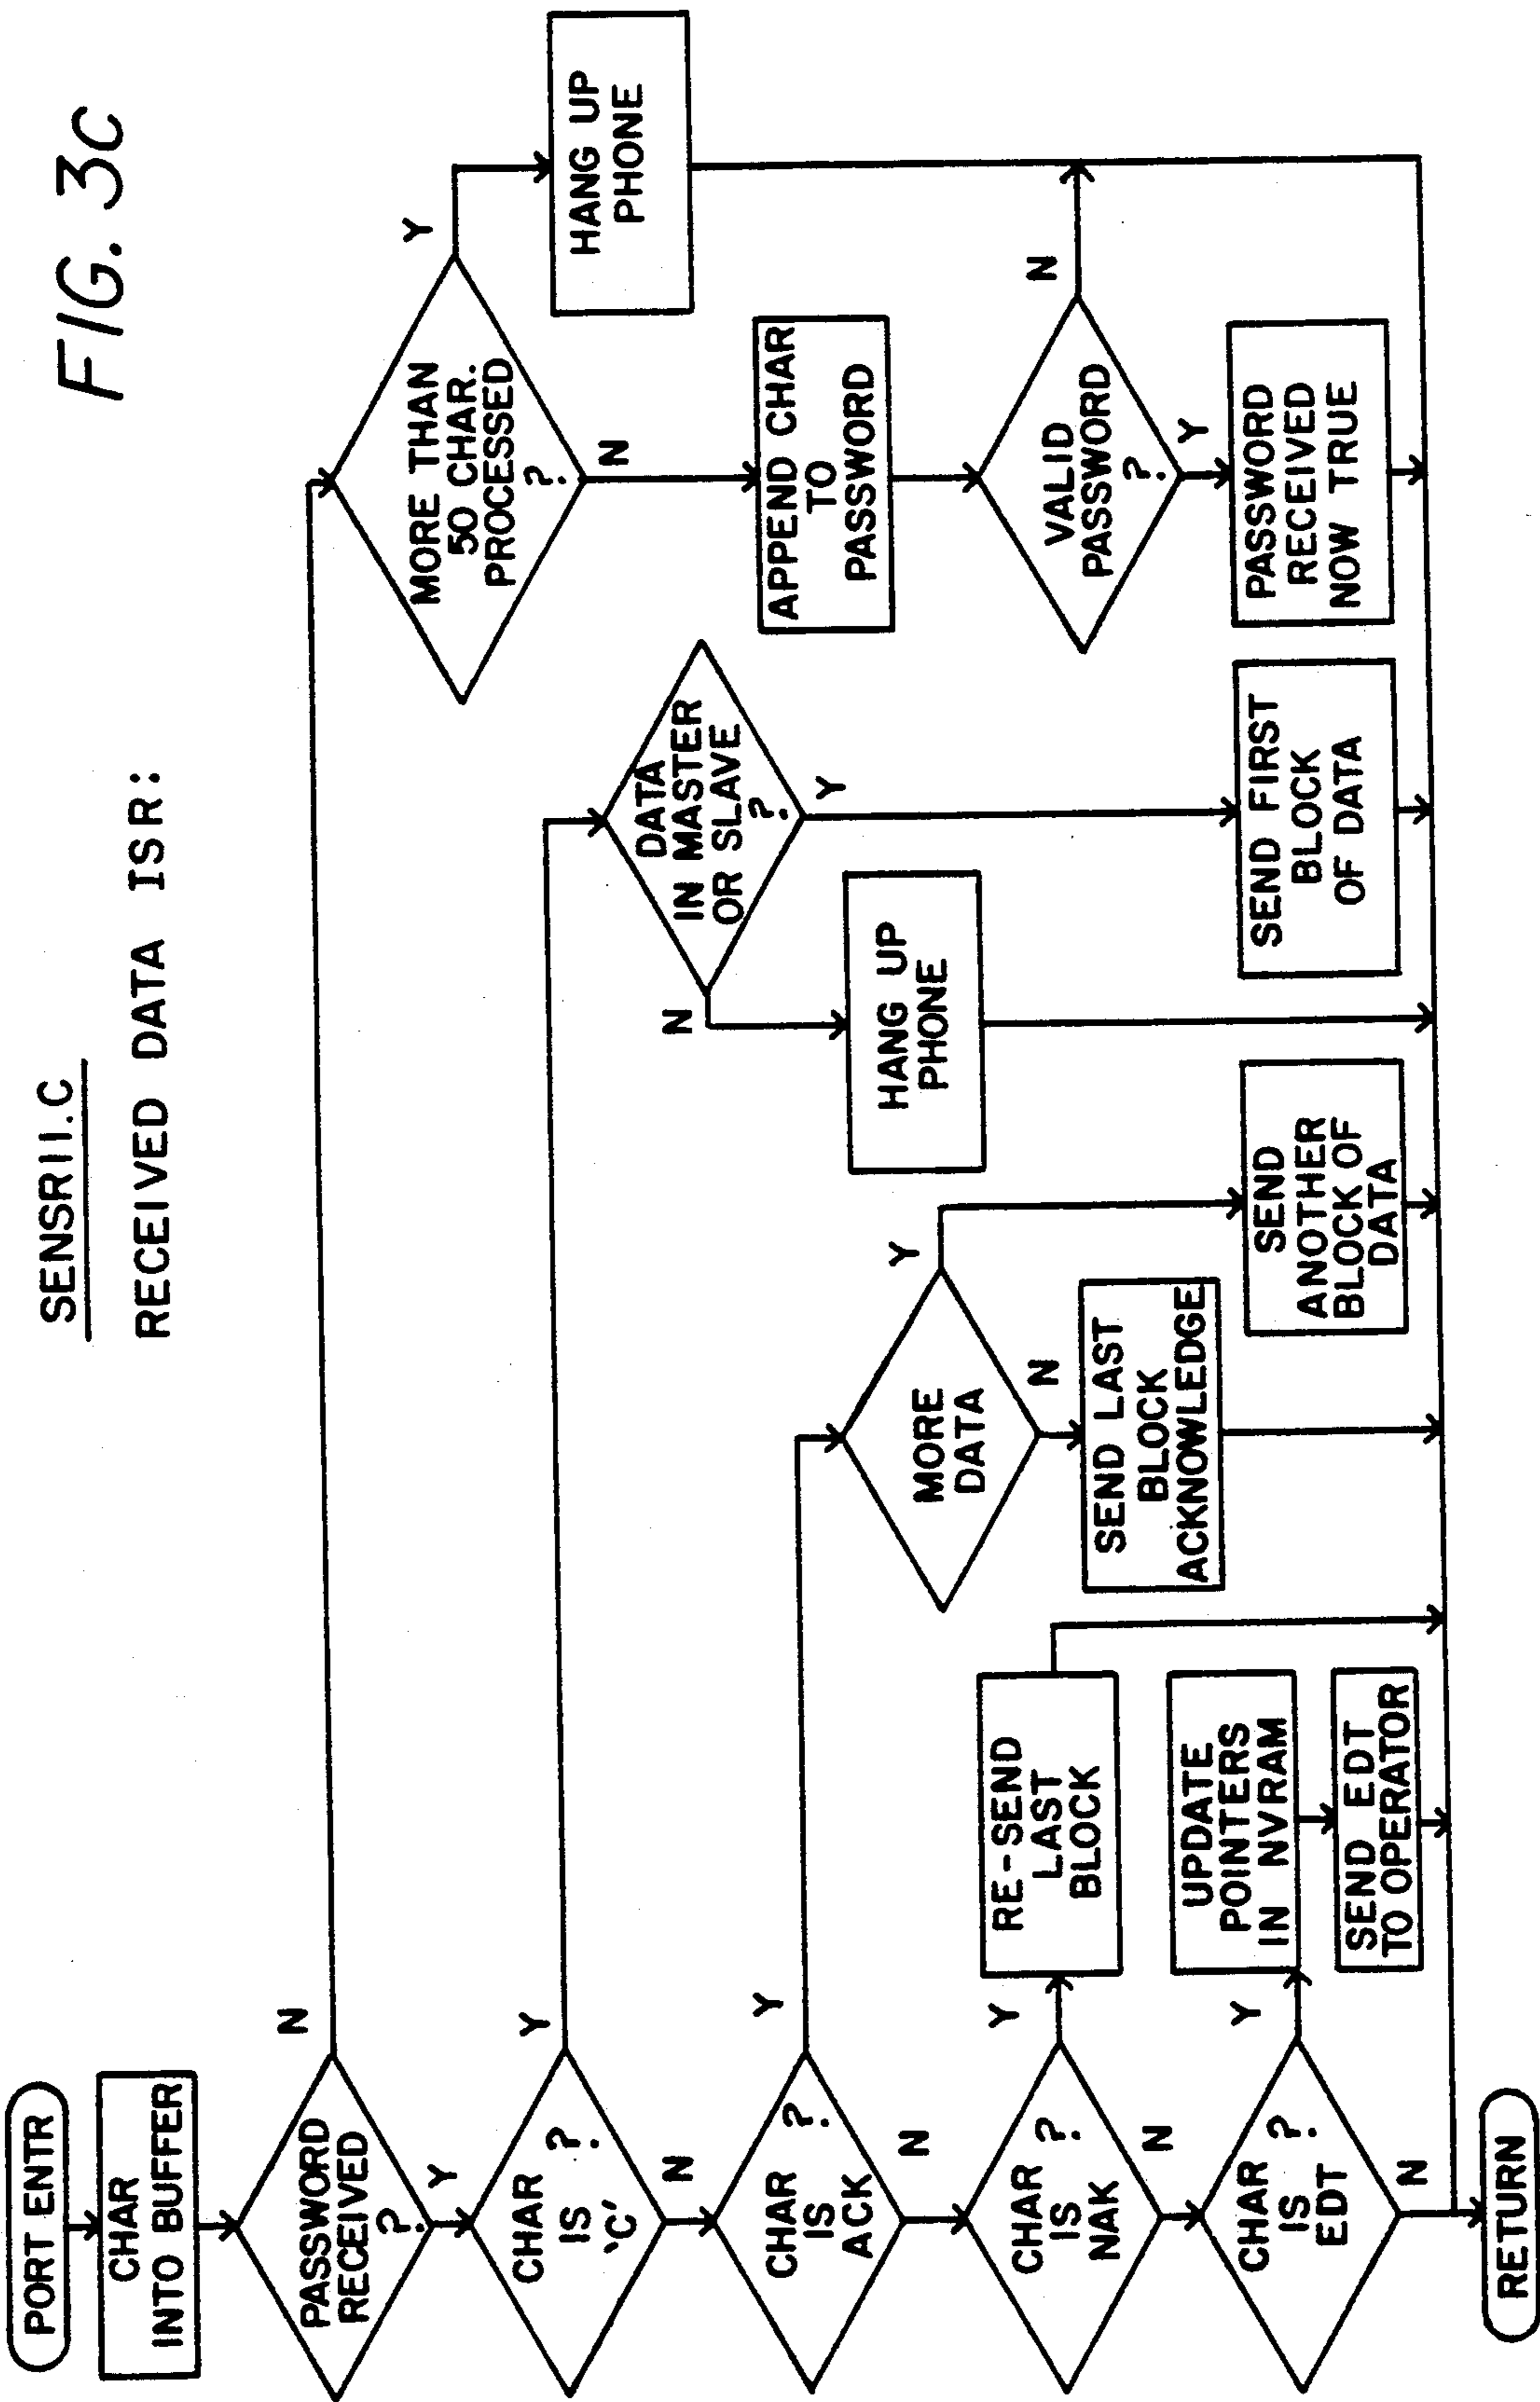 FIG. 3C
SENSR11.C
RECEIVED DATA ISR:
PORT ENTR
CHAR
INTO BUFFER
PASSWORD
RECEIVED
?
N
Y
CHAR ?
IS
'C'
Y
N
CHAR ?
IS
ACK
Y
N
CHAR ?
IS
NAK
Y
N
CHAR ?
IS
EDT
Y
N
RETURN
RE-SEND
LAST
BLOCK
UPDATE
POINTERS
IN NVRAM
SEND EDT
TO OPERATOR
MORE
DATA
Y
N
SEND LAST
BLOCK
ACKNOWLEDGE
SEND
ANOTHER
BLOCK OF
DATA
DATA
IN MASTER
OR SLAVE
?
N
Y
HANG UP
PHONE
SEND FIRST
BLOCK
OF DATA
MORE THAN
50 CHAR.
PROCESSED
?
Y
N
HANG UP
PHONE
APPEND CHAR
TO
PASSWORD
VALID
PASSWORD
?
N
Y
PASSWORD
RECEIVED
NOW TRUE